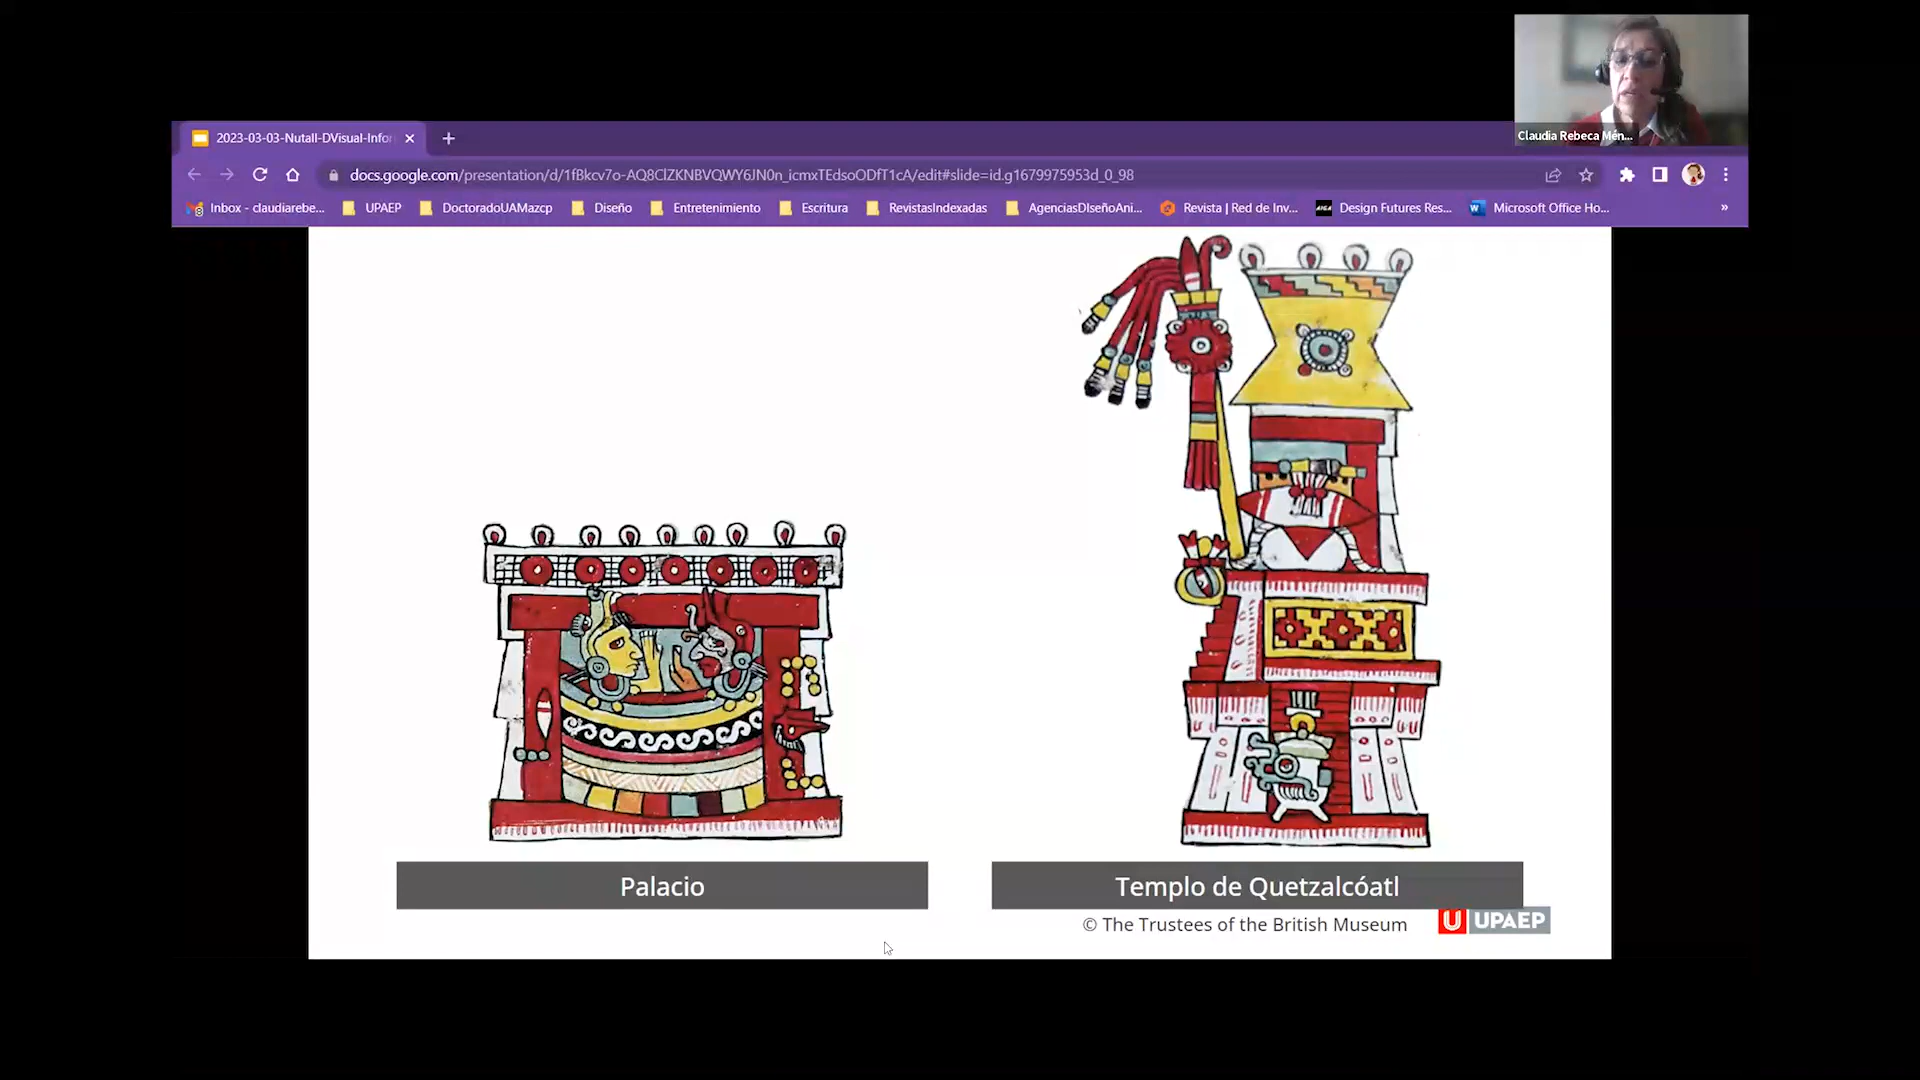 Claudia Rebeca Mén...
2023-03-03-Nutall-DVisual-Infor
docs.google.com/presentation/d/1fBkcv7o-AQ8ClZKNBVQWY6JN0n_icmxTEdsoODfT1cA/edit#slide=id.g1679975953d_0_98
Inbox - claudiarebe... UPAEP DoctoradoUAMazcp Diseño Entretenimiento Escritura RevistasIndexadas AgenciasDIseñoAni... Revista | Red de Inv... AIGA Design Futures Res... Microsoft Office Ho... »
Palacio
Templo de Quetzalcóatl
© The Trustees of the British Museum
U UPAEP